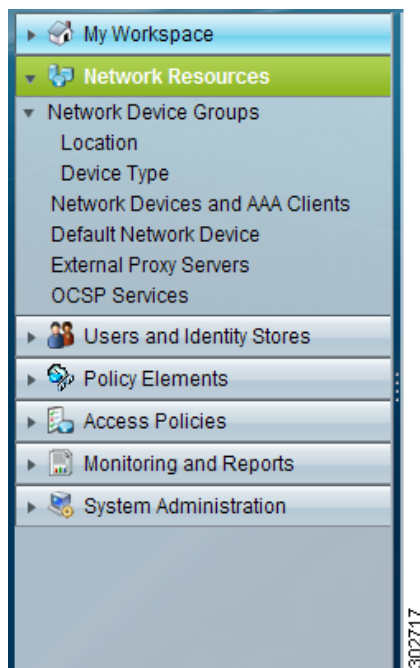 My Workspace
Network Resources
Network Device Groups
Location
Device Type
Network Devices and AAA Clients
Default Network Device
External Proxy Servers
OCSP Services
Users and Identity Stores
Policy Elements
Access Policies
Monitoring and Reports
System Administration
302717